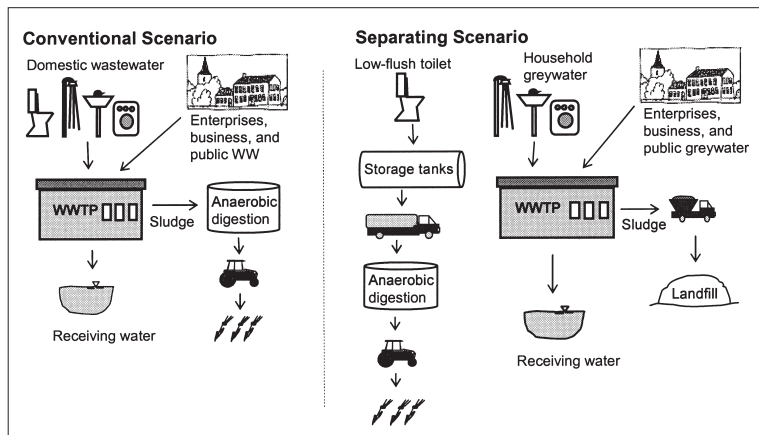 Conventional Scenario
Domestic wastewater
Enterprises,
business, and
public WW
WWTP
Sludge
Anaerobic
digestion
Receiving water
Separating Scenario
Low-flush toilet
Storage tanks
Anaerobic
digestion
Household
greywater
Enterprises,
business, and
public greywater
WWTP
Sludge
Landfill
Receiving water